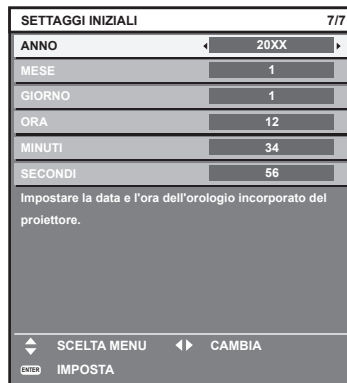 SETTAGGI INIZIALI 7/7
ANNO 20XX
MESE 1
GIORNO 1
ORA 12
MINUTI 34
SECONDI 56
Impostare la data e l'ora dell'orologio incorporato del
proiettore.
SCELTA MENU CAMBIA
ENTER IMPOSTA